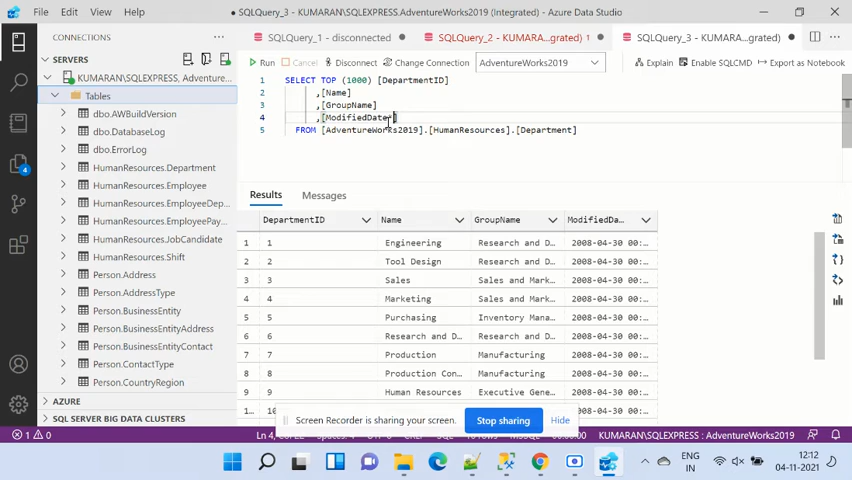 File Edit View Help
● SQLQuery_3 - KUMARAN\SQLEXPRESS.AdventureWorks2019 (Integrated) - Azure Data Studio
CONNECTIONS
SQLQuery_1 - disconnected
SQLQuery_2 - KUMARA...grated) 1
SQLQuery_3 - KUMARA...grated)
SERVERS
KUMARAN\SQLEXPRESS, Adventure...
Tables
dbo.AWBuildVersion
dbo.DatabaseLog
dbo.ErrorLog
HumanResources.Department
HumanResources.Employee
HumanResources.EmployeeDep...
HumanResources.EmployeePay...
HumanResources.JobCandidate
HumanResources.Shift
Person.Address
Person.AddressType
Person.BusinessEntity
Person.BusinessEntityAddress
Person.BusinessEntityContact
Person.ContactType
Person.CountryRegion
AZURE
SQL SERVER BIG DATA CLUSTERS
Run Cancel Disconnect Change Connection AdventureWorks2019 Explain Enable SQLCMD Export as Notebook
1 SELECT TOP (1000) [DepartmentID]
2 ,[Name]
3 ,[GroupName]
4 ,[ModifiedDate]
5 FROM [AdventureWorks2019].[HumanResources].[Department]
Results Messages
DepartmentID Name GroupName ModifiedDa...
1 1 Engineering Research and D... 2008-04-30 00:...
2 2 Tool Design Research and D... 2008-04-30 00:...
3 3 Sales Sales and Mark... 2008-04-30 00:...
4 4 Marketing Sales and Mark... 2008-04-30 00:...
5 5 Purchasing Inventory Mana... 2008-04-30 00:...
6 6 Research and D... Research and D... 2008-04-30 00:...
7 7 Production Manufacturing 2008-04-30 00:...
8 8 Production Con... Manufacturing 2008-04-30 00:...
9 9 Human Resources Executive Gene... 2008-04-30 00:...
Screen Recorder is sharing your screen. Stop sharing Hide
1 0
KUMARAN\SQLEXPRESS : AdventureWorks2019
ENG
IN
12:12
04-11-2021